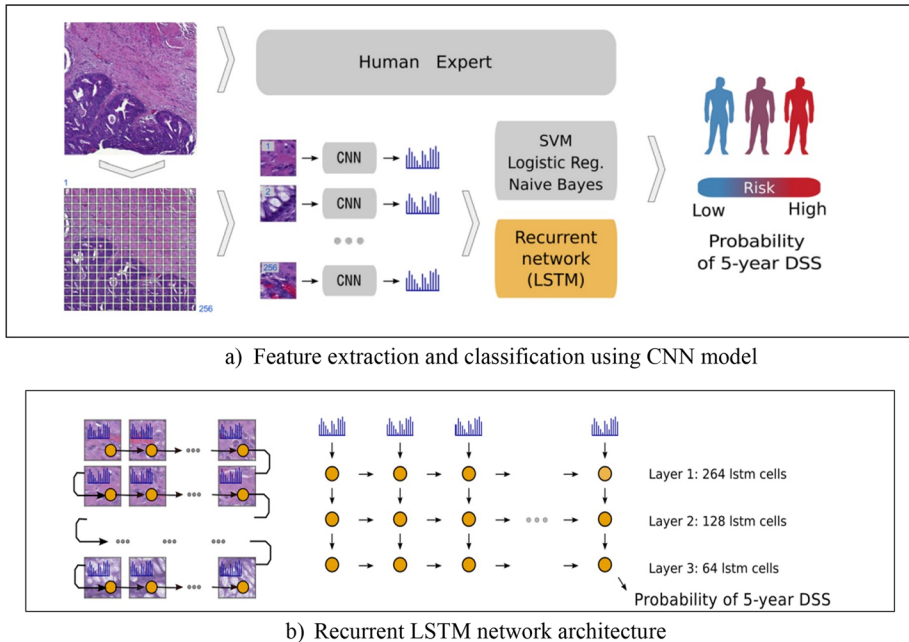 Human Expert
1
CNN
2
CNN
256
CNN
1
256
SVM
Logistic Reg.
Naive Bayes
Recurrent
network
(LSTM)
Risk
Low High
Probability
of 5-year DSS
a) Feature extraction and classification using CNN model
Layer 1: 264 lstm cells
Layer 2: 128 lstm cells
Layer 3: 64 lstm cells
Probability of 5-year DSS
b) Recurrent LSTM network architecture